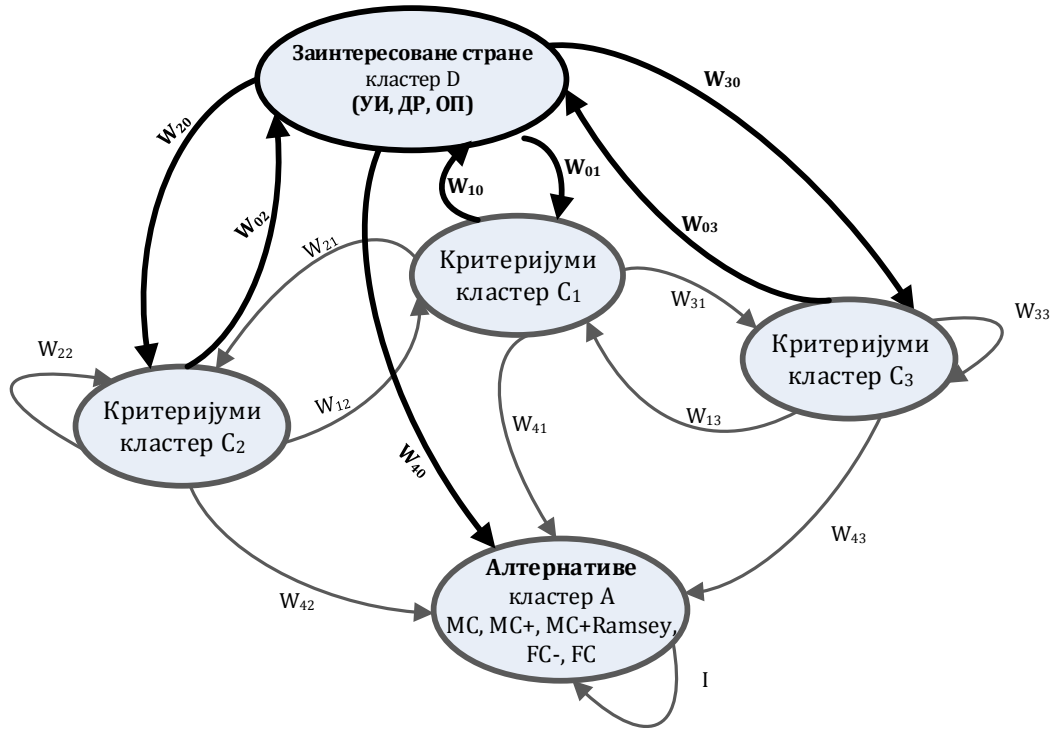 Заинтересоване стране
кластер D
(УИ, ДР, ОП)
W₃₀
W₂₀
W₀₁
W₁₀
W₀₂
W₀₃
W₂₁
Критеријуми
кластер C₁
W₃₁
W₃₃
Критеријуми
кластер C₃
W₂₂
Критеријуми
кластер C₂
W₁₂
W₁₃
W₄₁
W₄₀
W₄₃
W₄₂
Алтернативе
кластер A
MC, MC+, MC+Ramsey,
FC-, FC
I